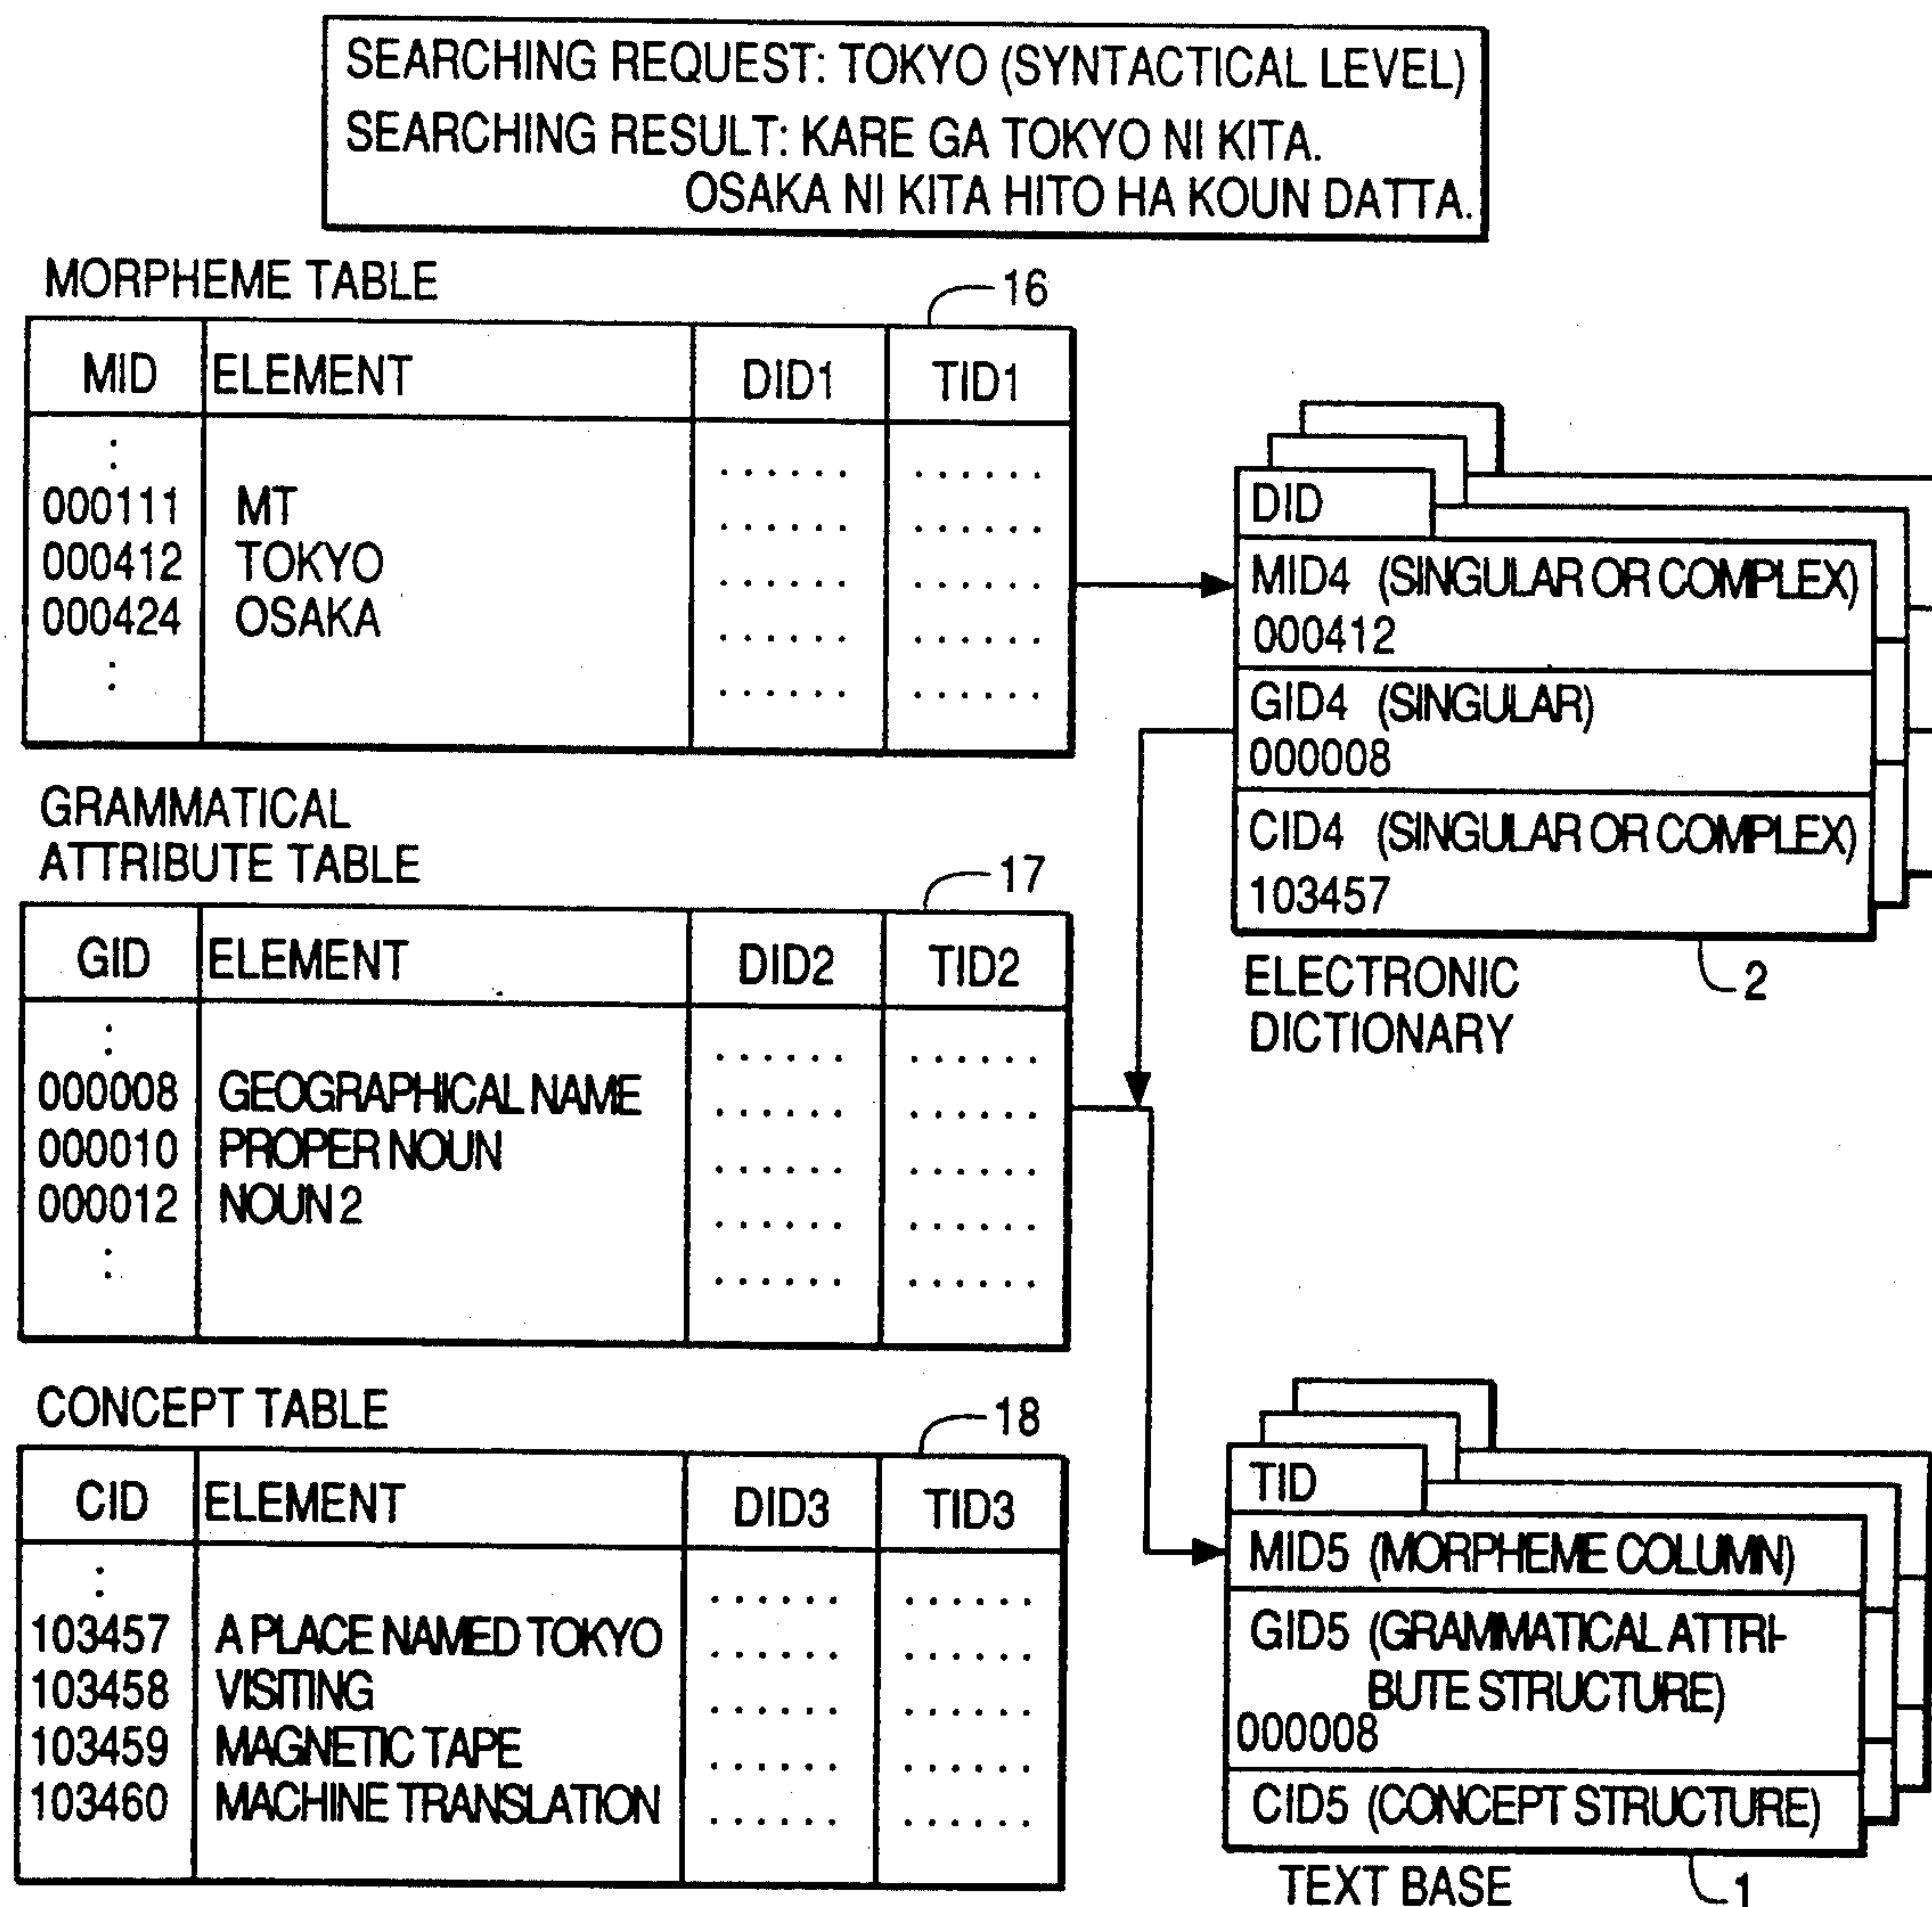 SEARCHING REQUEST: TOKYO (SYNTACTICAL LEVEL)
SEARCHING RESULT: KARE GA TOKYO NI KITA.
OSAKA NI KITA HITO HA KOUN DATTA.
MORPHEME TABLE
16
MID ELEMENT DID1 TID1
:
000111 MT ...... ......
000412 TOKYO ...... ......
000424 OSAKA ...... ......
:
GRAMMATICAL
ATTRIBUTE TABLE
17
GID ELEMENT DID2 TID2
:
000008 GEOGRAPHICAL NAME ...... ......
000010 PROPER NOUN ...... ......
000012 NOUN 2 ...... ......
:
CONCEPT TABLE
18
CID ELEMENT DID3 TID3
:
103457 A PLACE NAMED TOKYO ...... ......
103458 VISITING ...... ......
103459 MAGNETIC TAPE ...... ......
103460 MACHINE TRANSLATION ...... ......
DID
MID4 (SINGULAR OR COMPLEX)
000412
GID4 (SINGULAR)
000008
CID4 (SINGULAR OR COMPLEX)
103457
ELECTRONIC
DICTIONARY
2
TID
MID5 (MORPHEME COLUMN)
GID5 (GRAMMATICAL ATTRI-
BUTE STRUCTURE)
000008
CID5 (CONCEPT STRUCTURE)
TEXT BASE
1